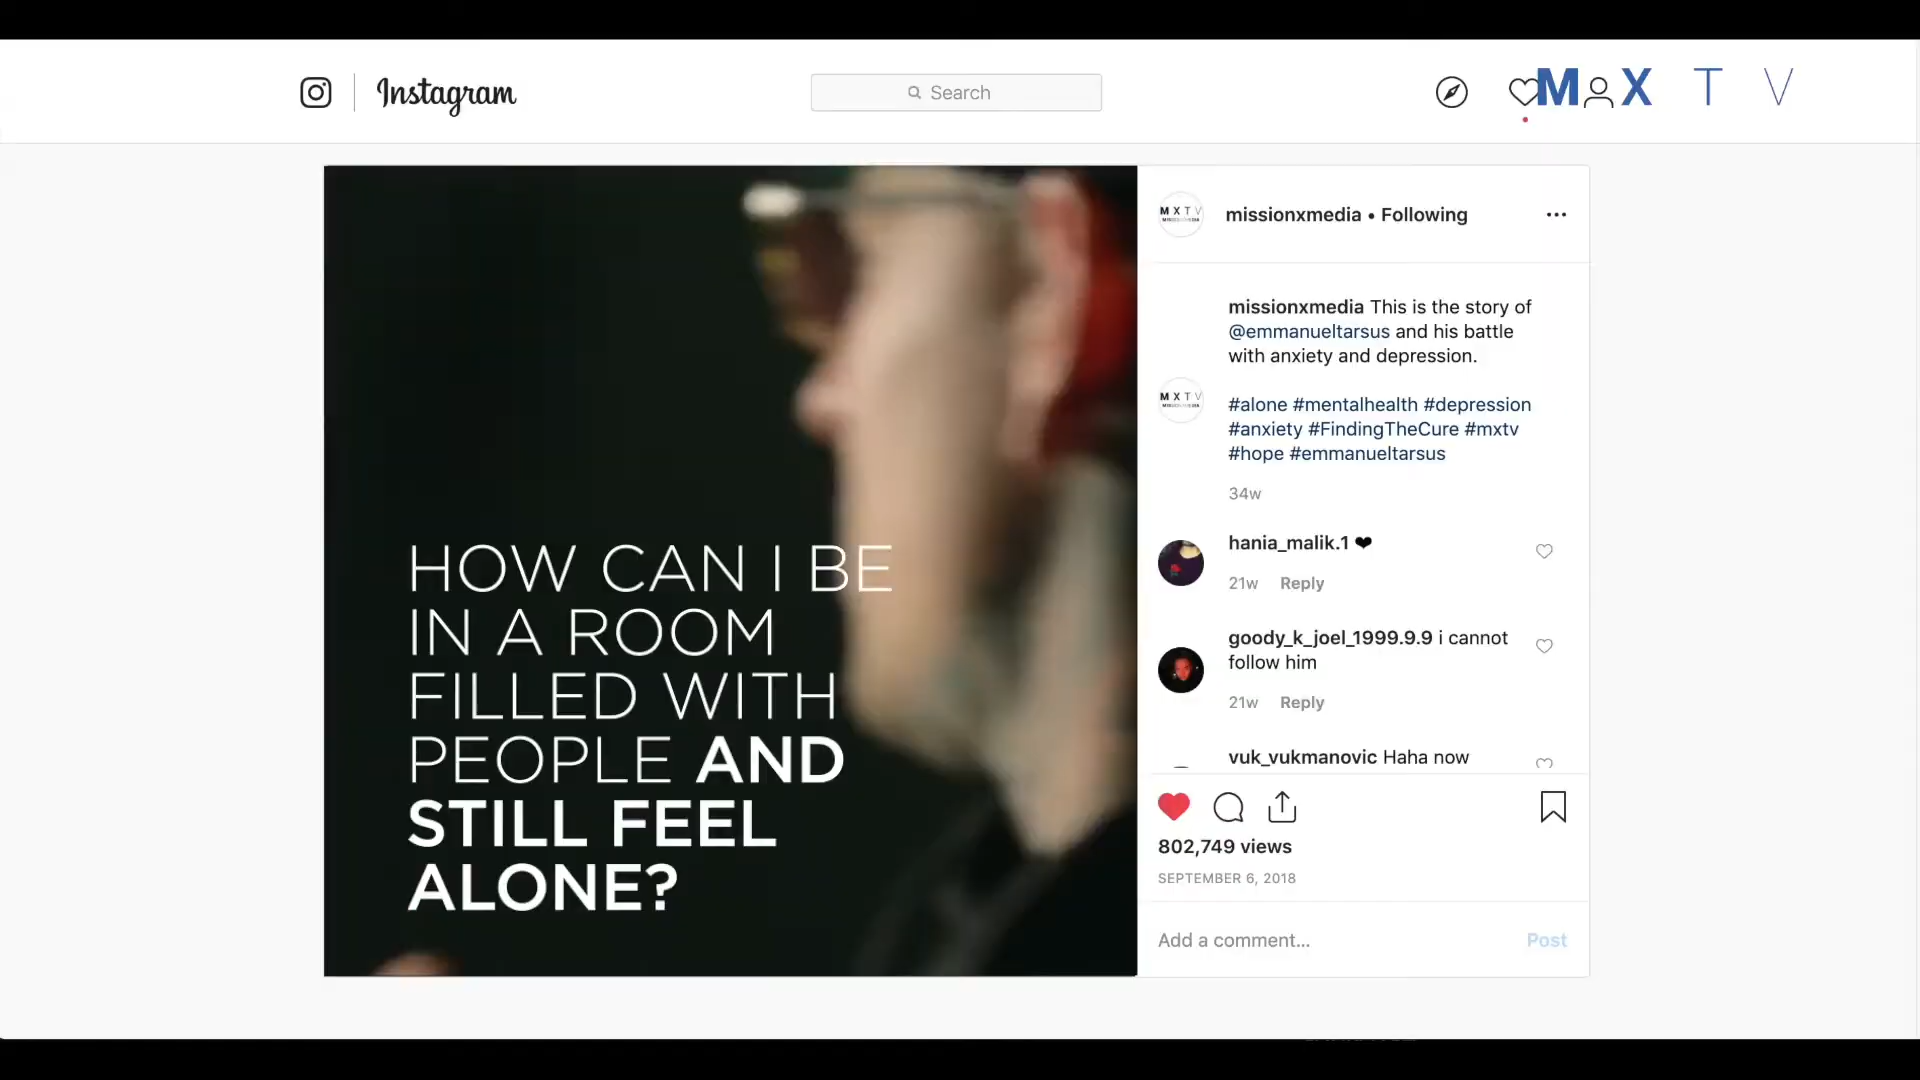 Instagram
Search
M X T V
HOW CAN I BE
IN A ROOM
FILLED WITH
PEOPLE AND
STILL FEEL
ALONE?
MXTV
missionxmedia • Following
missionxmedia This is the story of
@emmanueltarsus and his battle
with anxiety and depression.
MXTV
#alone #mentalhealth #depression
#anxiety #FindingTheCure #mxtv
#hope #emmanueltarsus
34w
hania_malik.1 ❤
21w Reply
goody_k_joel_1999.9.9 i cannot
follow him
21w Reply
vuk_vukmanovic Haha now
802,749 views
SEPTEMBER 6, 2018
Add a comment... Post